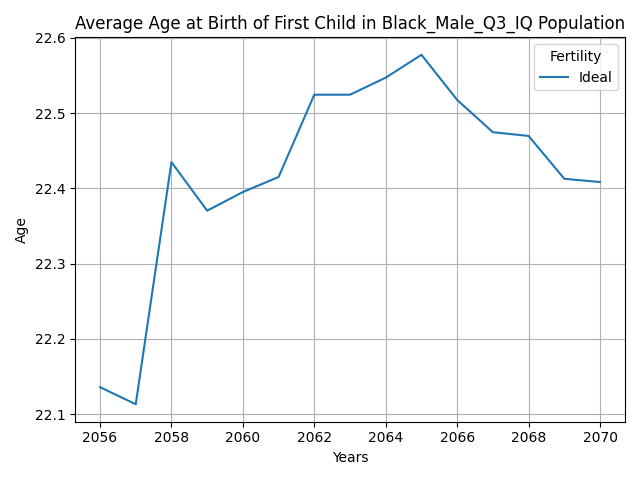 Average Age at Birth of First Child in Black_Male_Q3_IQ Population
Fertility
Ideal
22.6
22.5
22.4
22.3
22.2
22.1
Age
2056 2058 2060 2062 2064 2066 2068 2070
Years